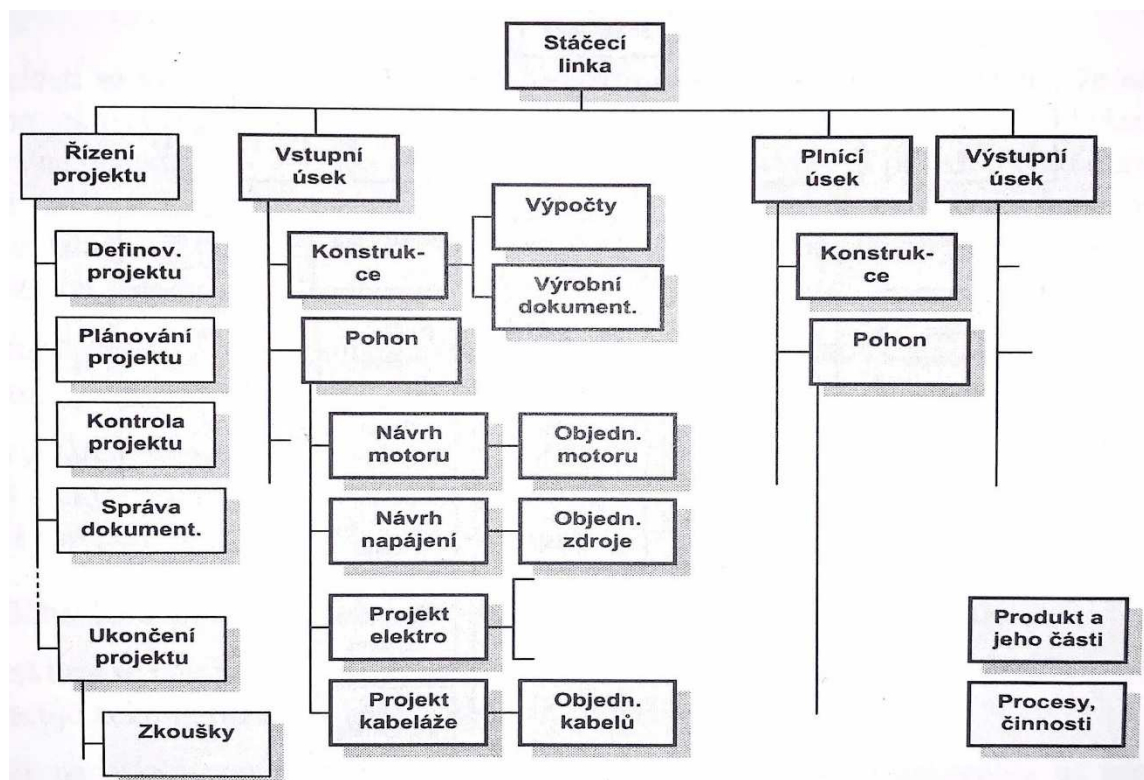 Stáčecí
linka
Řízení
projektu
Vstupní
úsek
Plnící
úsek
Výstupní
úsek
Definov.
projektu
Plánování
projektu
Kontrola
projektu
Správa
dokument.
Ukončení
projektu
Zkoušky
Konstruk-
ce
Výpočty
Výrobní
dokument.
Pohon
Návrh
motoru
Objedn.
motoru
Návrh
napájení
Objedn.
zdroje
Projekt
elektro
Projekt
kabeláže
Objedn.
kabelů
Konstruk-
ce
Pohon
Produkt a
jeho části
Procesy,
činnosti